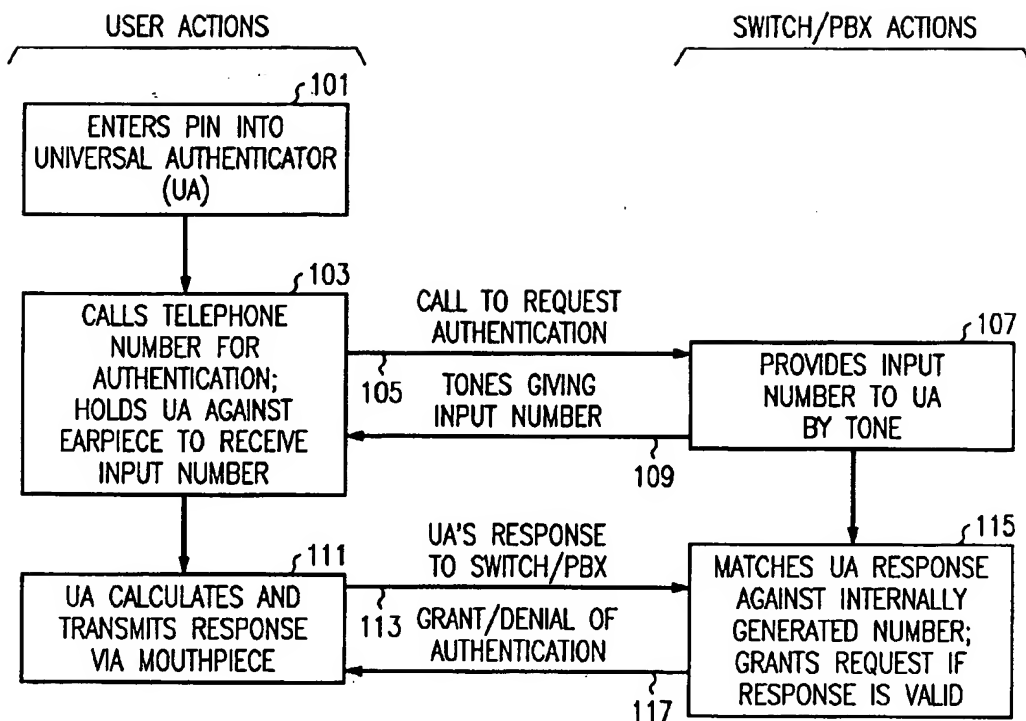 USER ACTIONS
SWITCH/PBX ACTIONS
101
ENTERS PIN INTO
UNIVERSAL AUTHENTICATOR
(UA)
103
CALLS TELEPHONE
NUMBER FOR
AUTHENTICATION;
HOLDS UA AGAINST
EARPIECE TO RECEIVE
INPUT NUMBER
CALL TO REQUEST
AUTHENTICATION
105
TONES GIVING
INPUT NUMBER
109
107
PROVIDES INPUT
NUMBER TO UA
BY TONE
111
UA CALCULATES AND
TRANSMITS RESPONSE
VIA MOUTHPIECE
UA'S RESPONSE
TO SWITCH/PBX
113
GRANT/DENIAL OF
AUTHENTICATION
117
115
MATCHES UA RESPONSE
AGAINST INTERNALLY
GENERATED NUMBER;
GRANTS REQUEST IF
RESPONSE IS VALID